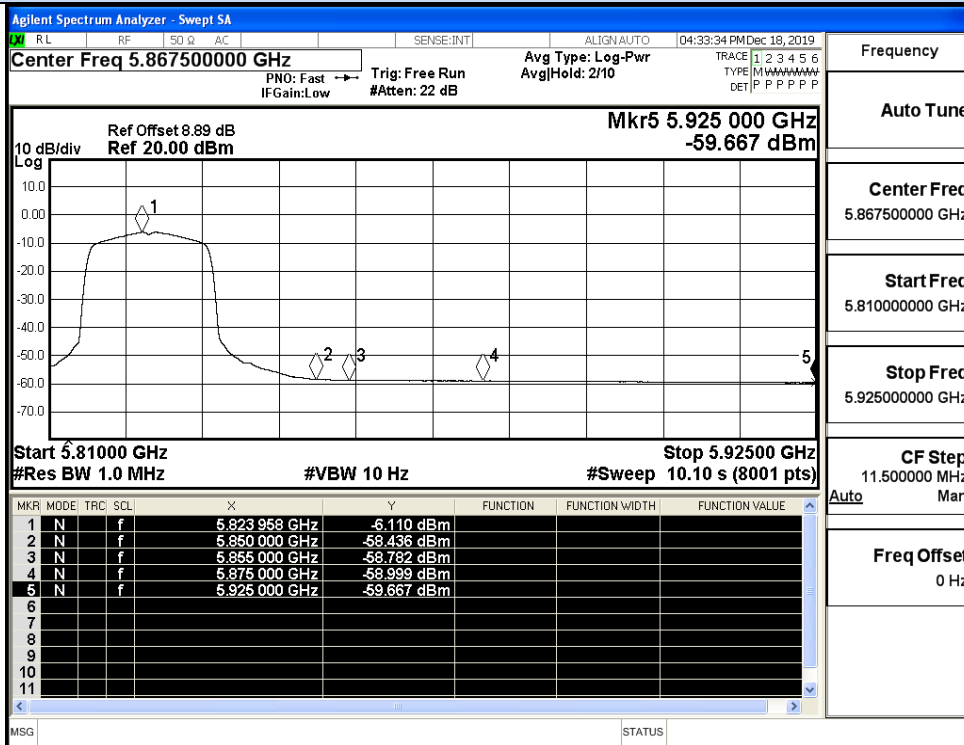 Agilent Spectrum Analyzer - Swept SA
LXI RL RF 50 Ω AC SENSE:INT ALIGN AUTO 04:33:34 PM Dec 18, 2019
Center Freq 5.867500000 GHz
PNO: Fast
IFGain:Low
Trig: Free Run
#Atten: 22 dB
Avg Type: Log-Pwr
Avg|Hold: 2/10
TRACE 1 2 3 4 5 6
TYPE M WWWWW
DET P P P P P P
Mkr5 5.925 000 GHz
-59.667 dBm
Ref Offset 8.89 dB
10 dB/div Ref 20.00 dBm
Log
10.0
0.00
-10.0
-20.0
-30.0
-40.0
-50.0
-60.0
-70.0
1
2
3
4
5
Start 5.81000 GHz Stop 5.92500 GHz
#Res BW 1.0 MHz #VBW 10 Hz #Sweep 10.10 s (8001 pts)
MKR MODE TRC SCL X Y FUNCTION FUNCTION WIDTH FUNCTION VALUE
1 N f 5.823 958 GHz -6.110 dBm
2 N f 5.850 000 GHz -58.436 dBm
3 N f 5.855 000 GHz -58.782 dBm
4 N f 5.875 000 GHz -58.999 dBm
5 N f 5.925 000 GHz -59.667 dBm
6
7
8
9
10
11
MSG STATUS
Frequency
Auto Tune
Center Freq
5.867500000 GHz
Start Freq
5.810000000 GHz
Stop Freq
5.925000000 GHz
CF Step
11.500000 MHz
Auto Man
Freq Offset
0 Hz